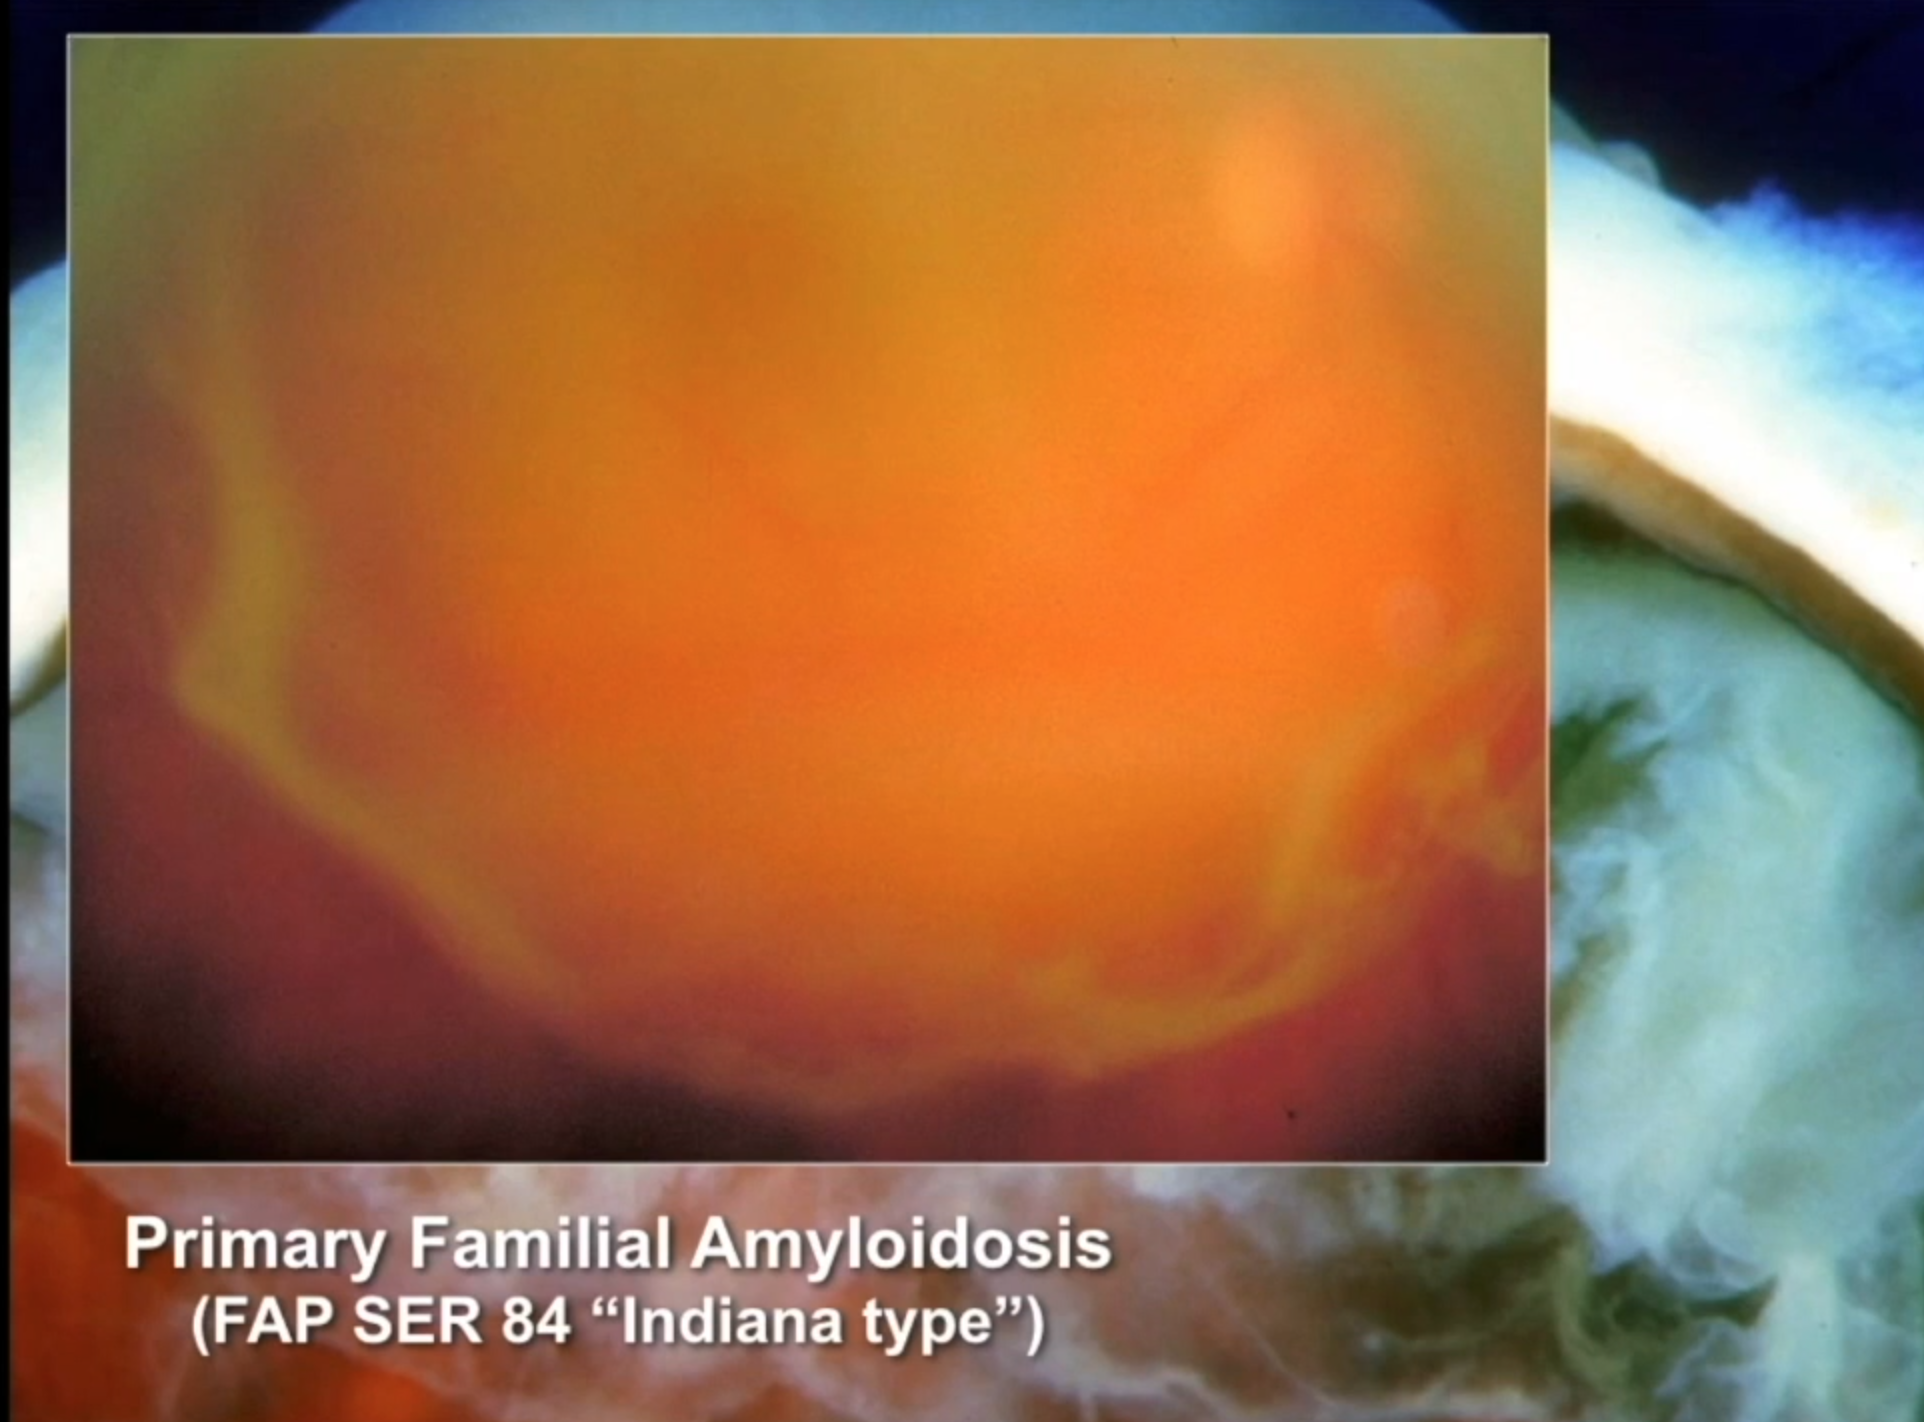 Primary Familial Amyloidosis
(FAP SER 84 “Indiana type”)